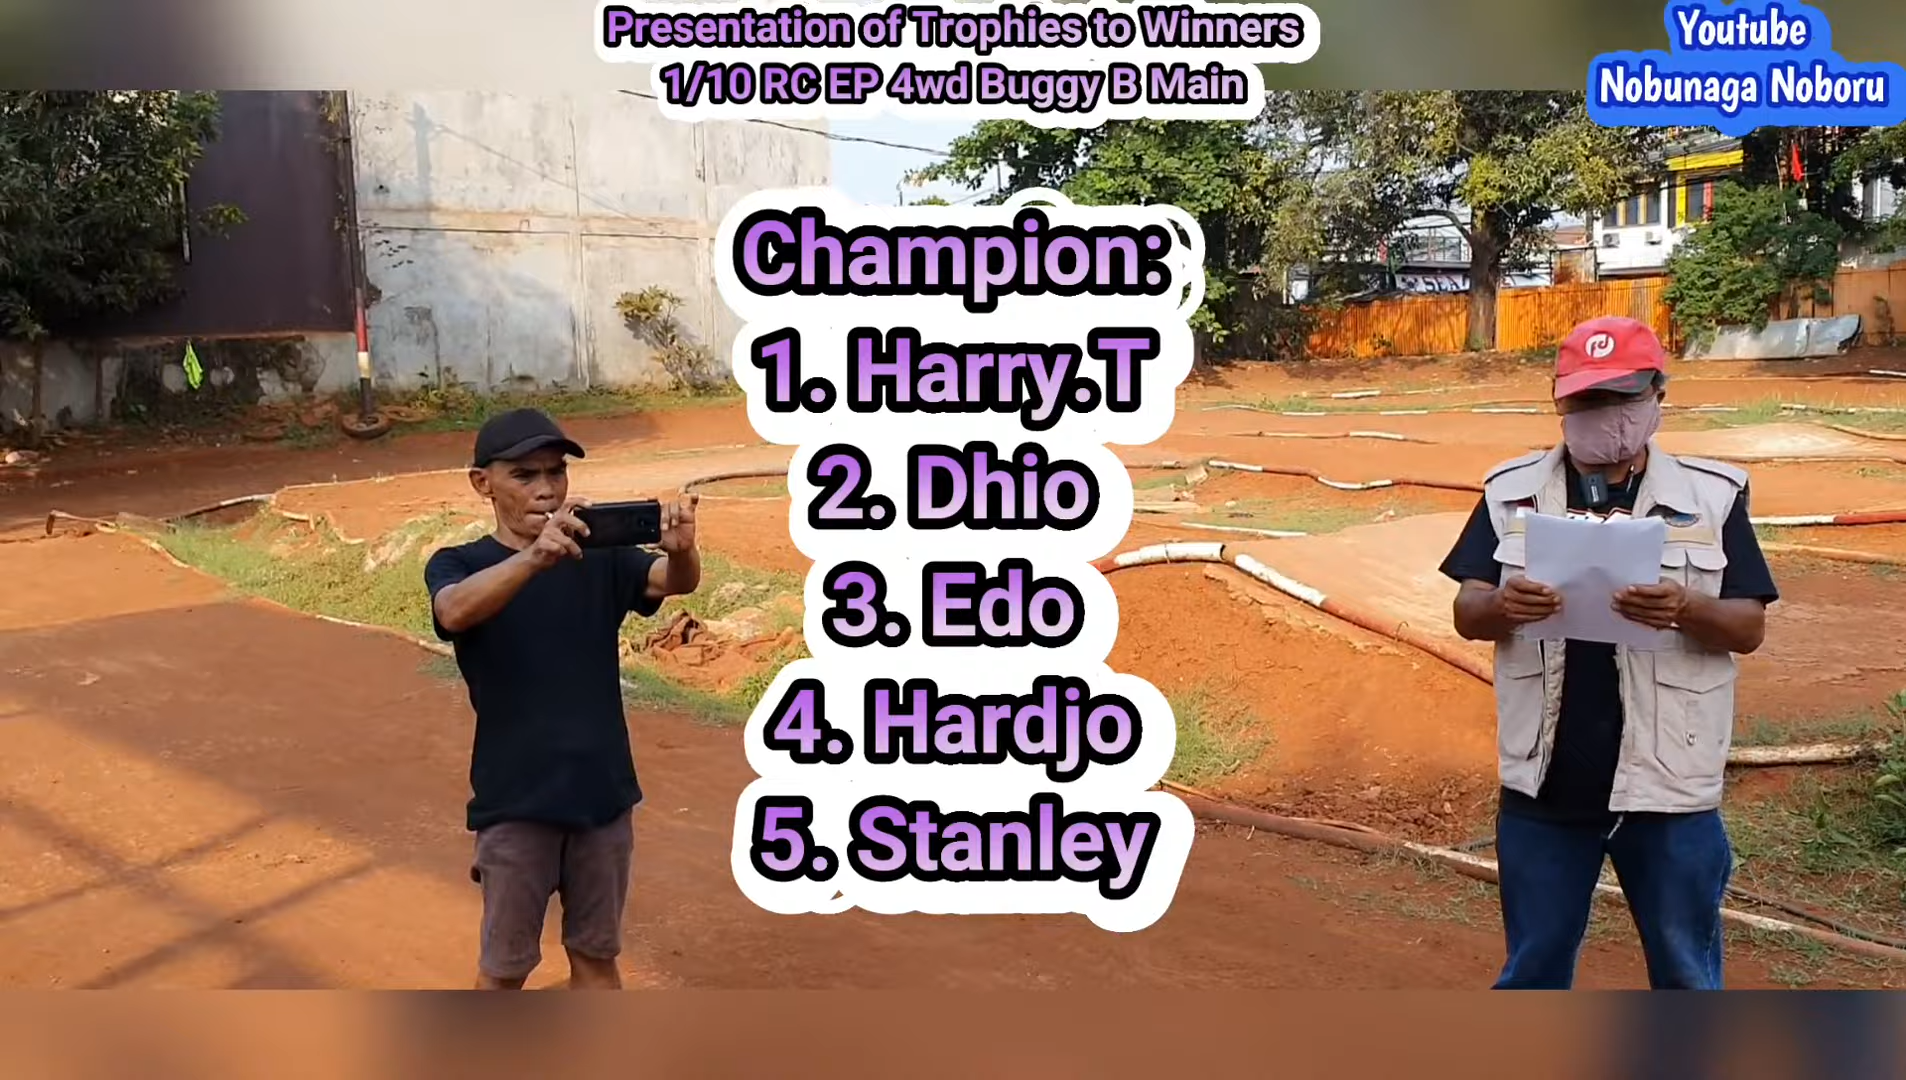 Presentation of Trophies to Winners
1/10 RC EP 4wd Buggy B Main
Youtube
Nobunaga Noboru
Champion:
1. Harry.T
2. Dhio
3. Edo
4. Hardjo
5. Stanley